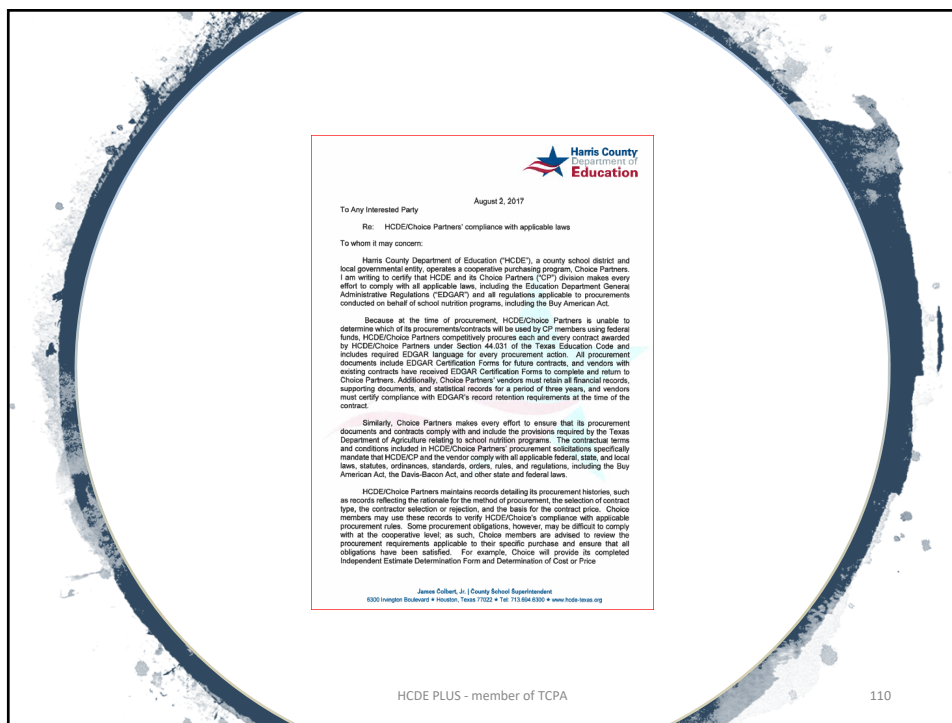 Harris County
Department of
Education
August 2, 2017
To Any Interested Party
Re: HCDE/Choice Partners' compliance with applicable laws
To whom it may concern:
Harris County Department of Education ("HCDE"), a county school district and
local governmental entity, operates a cooperative purchasing program, Choice Partners.
I am writing to certify that HCDE and its Choice Partners ("CP") division makes every
effort to comply with all applicable laws, including the Education Department General
Administrative Regulations ("EDGAR") and all regulations applicable to procurements
conducted on behalf of school nutrition programs, including the Buy American Act.
Because at the time of procurement, HCDE/Choice Partners is unable to
determine which of its procurements/contracts will be used by CP members using federal
funds, HCDE/Choice Partners competitively procures each and every contract awarded
by HCDE/Choice Partners under Section 44.031 of the Texas Education Code and
includes required EDGAR language for every procurement action. All procurement
documents include EDGAR Certification Forms for future contracts, and vendors with
existing contracts have received EDGAR Certification Forms to complete and return to
Choice Partners. Additionally, Choice Partners' vendors must retain all financial records,
supporting documents, and statistical records for a period of three years, and vendors
must certify compliance with EDGAR's record retention requirements at the time of the
contract.
Similarly, Choice Partners makes every effort to ensure that its procurement
documents and contracts comply with and include the provisions required by the Texas
Department of Agriculture relating to school nutrition programs. The contractual terms
and conditions included in HCDE/Choice Partners' procurement solicitations specifically
mandate that HCDE/CP and the vendor comply with all applicable federal, state, and local
laws, statutes, ordinances, standards, orders, rules, and regulations, including the Buy
American Act, the Davis-Bacon Act, and other state and federal laws.
HCDE/Choice Partners maintains records detailing its procurement histories, such
as records reflecting the rationale for the method of procurement, the selection of contract
type, the contractor selection or rejection, and the basis for the contract price. Choice
members may use these records to verify HCDE/Choice's compliance with applicable
procurement rules. Some procurement obligations, however, may be difficult to comply
with at the cooperative level; as such, Choice members are advised to review the
procurement requirements applicable to their specific purchase and ensure that all
obligations have been satisfied. For example, Choice will provide its completed
Independent Estimate Determination Form and Determination of Cost or Price
James Colbert, Jr. | County School Superintendent
6300 Irvington Boulevard ★ Houston, Texas 77022 ★ Tel: 713.694.6300 ★ www.hcde-texas.org
HCDE PLUS - member of TCPA
110